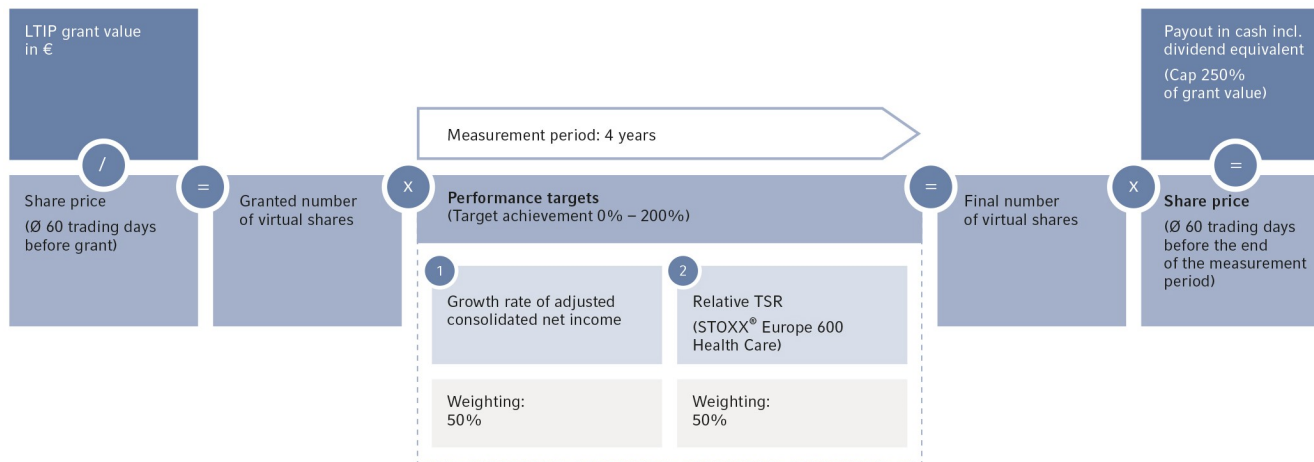 LTIP grant value
in €
/
Share price
(Ø 60 trading days
before grant)
=
Granted number
of virtual shares
x
Measurement period: 4 years
Performance targets
(Target achievement 0% – 200%)
1
Growth rate of adjusted
consolidated net income
Weighting:
50%
2
Relative TSR
(STOXX® Europe 600
Health Care)
Weighting:
50%
=
Final number
of virtual shares
x
Payout in cash incl.
dividend equivalent
(Cap 250%
of grant value)
=
Share price
(Ø 60 trading days
before the end
of the measurement
period)